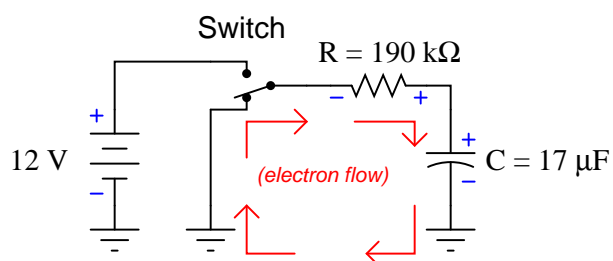 Switch
R = 190 kΩ
− +
+
12 V
−
(electron flow)
+
C = 17 μF
−